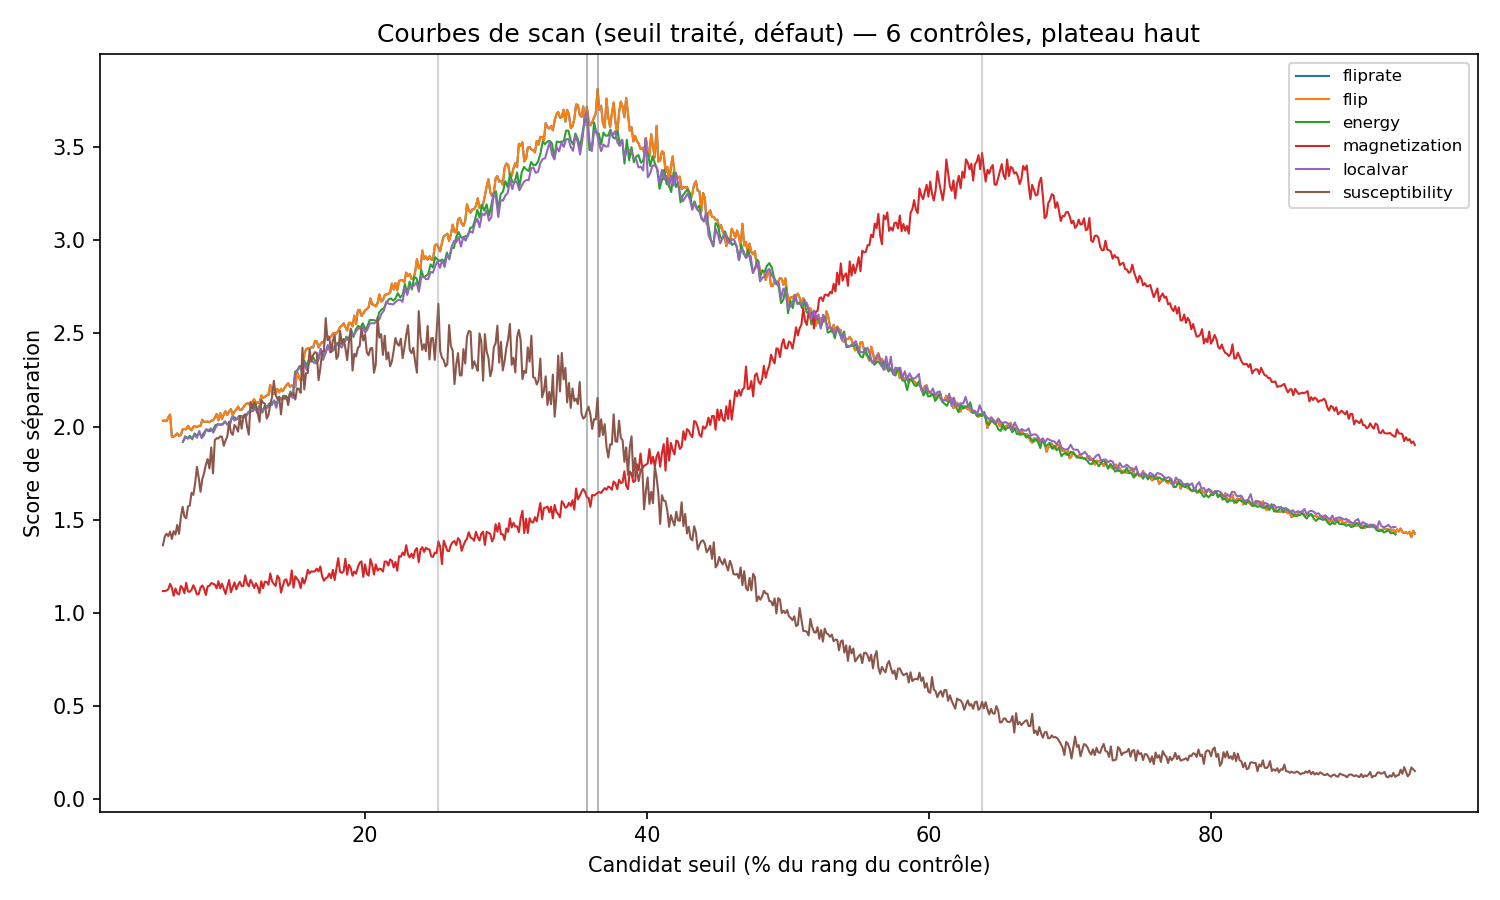 Courbes de scan (seuil traité, défaut) — 6 contrôles, plateau haut
fliprate
flip
energy
magnetization
localvar
susceptibility
Score de séparation
3.5
3.0
2.5
2.0
1.5
1.0
0.5
0.0
20 40 60 80
Candidat seuil (% du rang du contrôle)